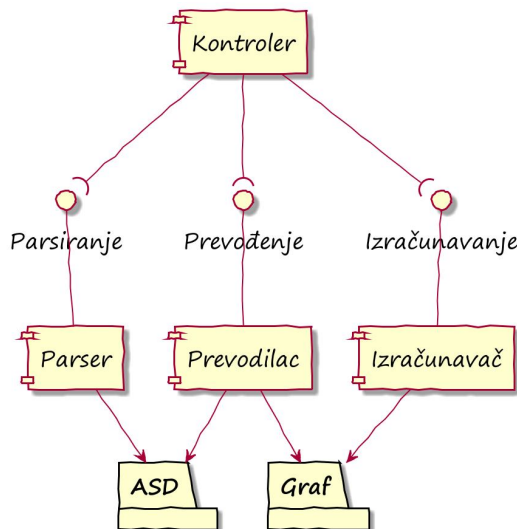 Kontroler
Parsiranje
Prevođenje
Izračunavanje
Parser
Prevodilac
Izračunavač
ASD
Graf